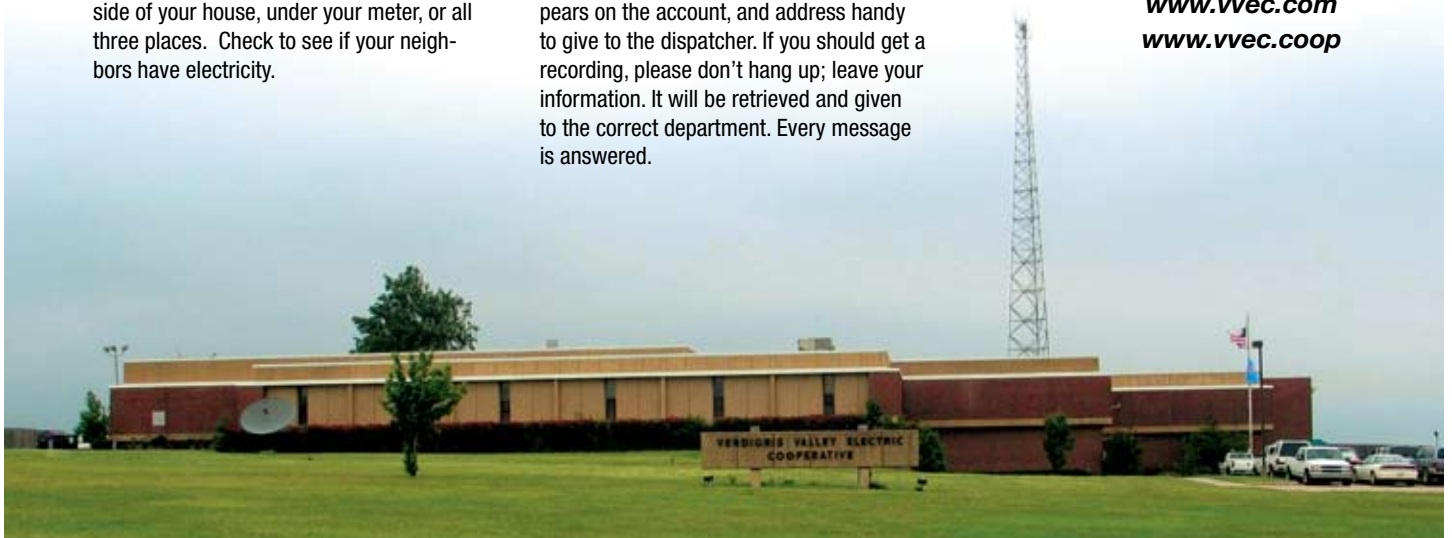 side of your house, under your meter, or all
three places.  Check to see if your neigh-
bors have electricity.
pears on the account, and address handy
to give to the dispatcher. If you should get a
recording, please don't hang up; leave your
information. It will be retrieved and given
to the correct department. Every message
is answered.
www.vvec.com
www.vvec.coop
VERDIGRIS VALLEY ELECTRIC
COOPERATIVE